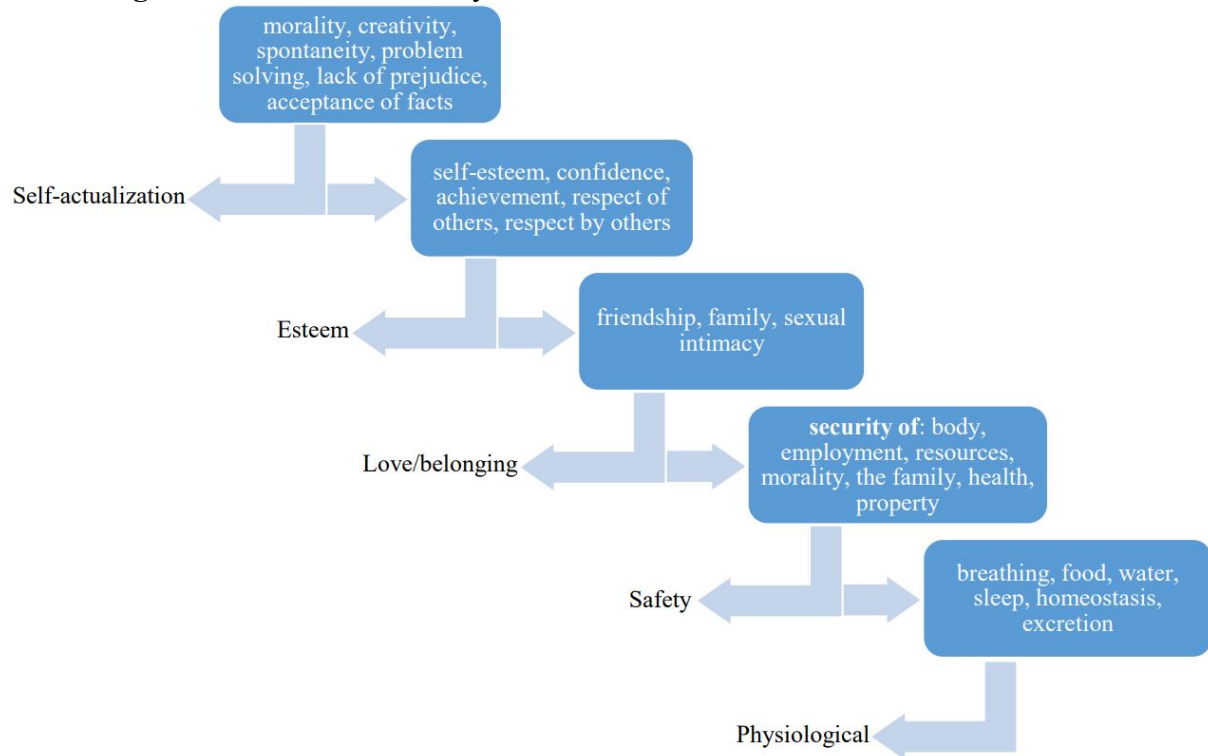 morality, creativity,
spontaneity, problem
solving, lack of prejudice,
acceptance of facts
Self-actualization
self-esteem, confidence,
achievement, respect of
others, respect by others
Esteem
friendship, family, sexual
intimacy
Love/belonging
security of: body,
employment, resources,
morality, the family, health,
property
Safety
breathing, food, water,
sleep, homeostasis,
excretion
Physiological